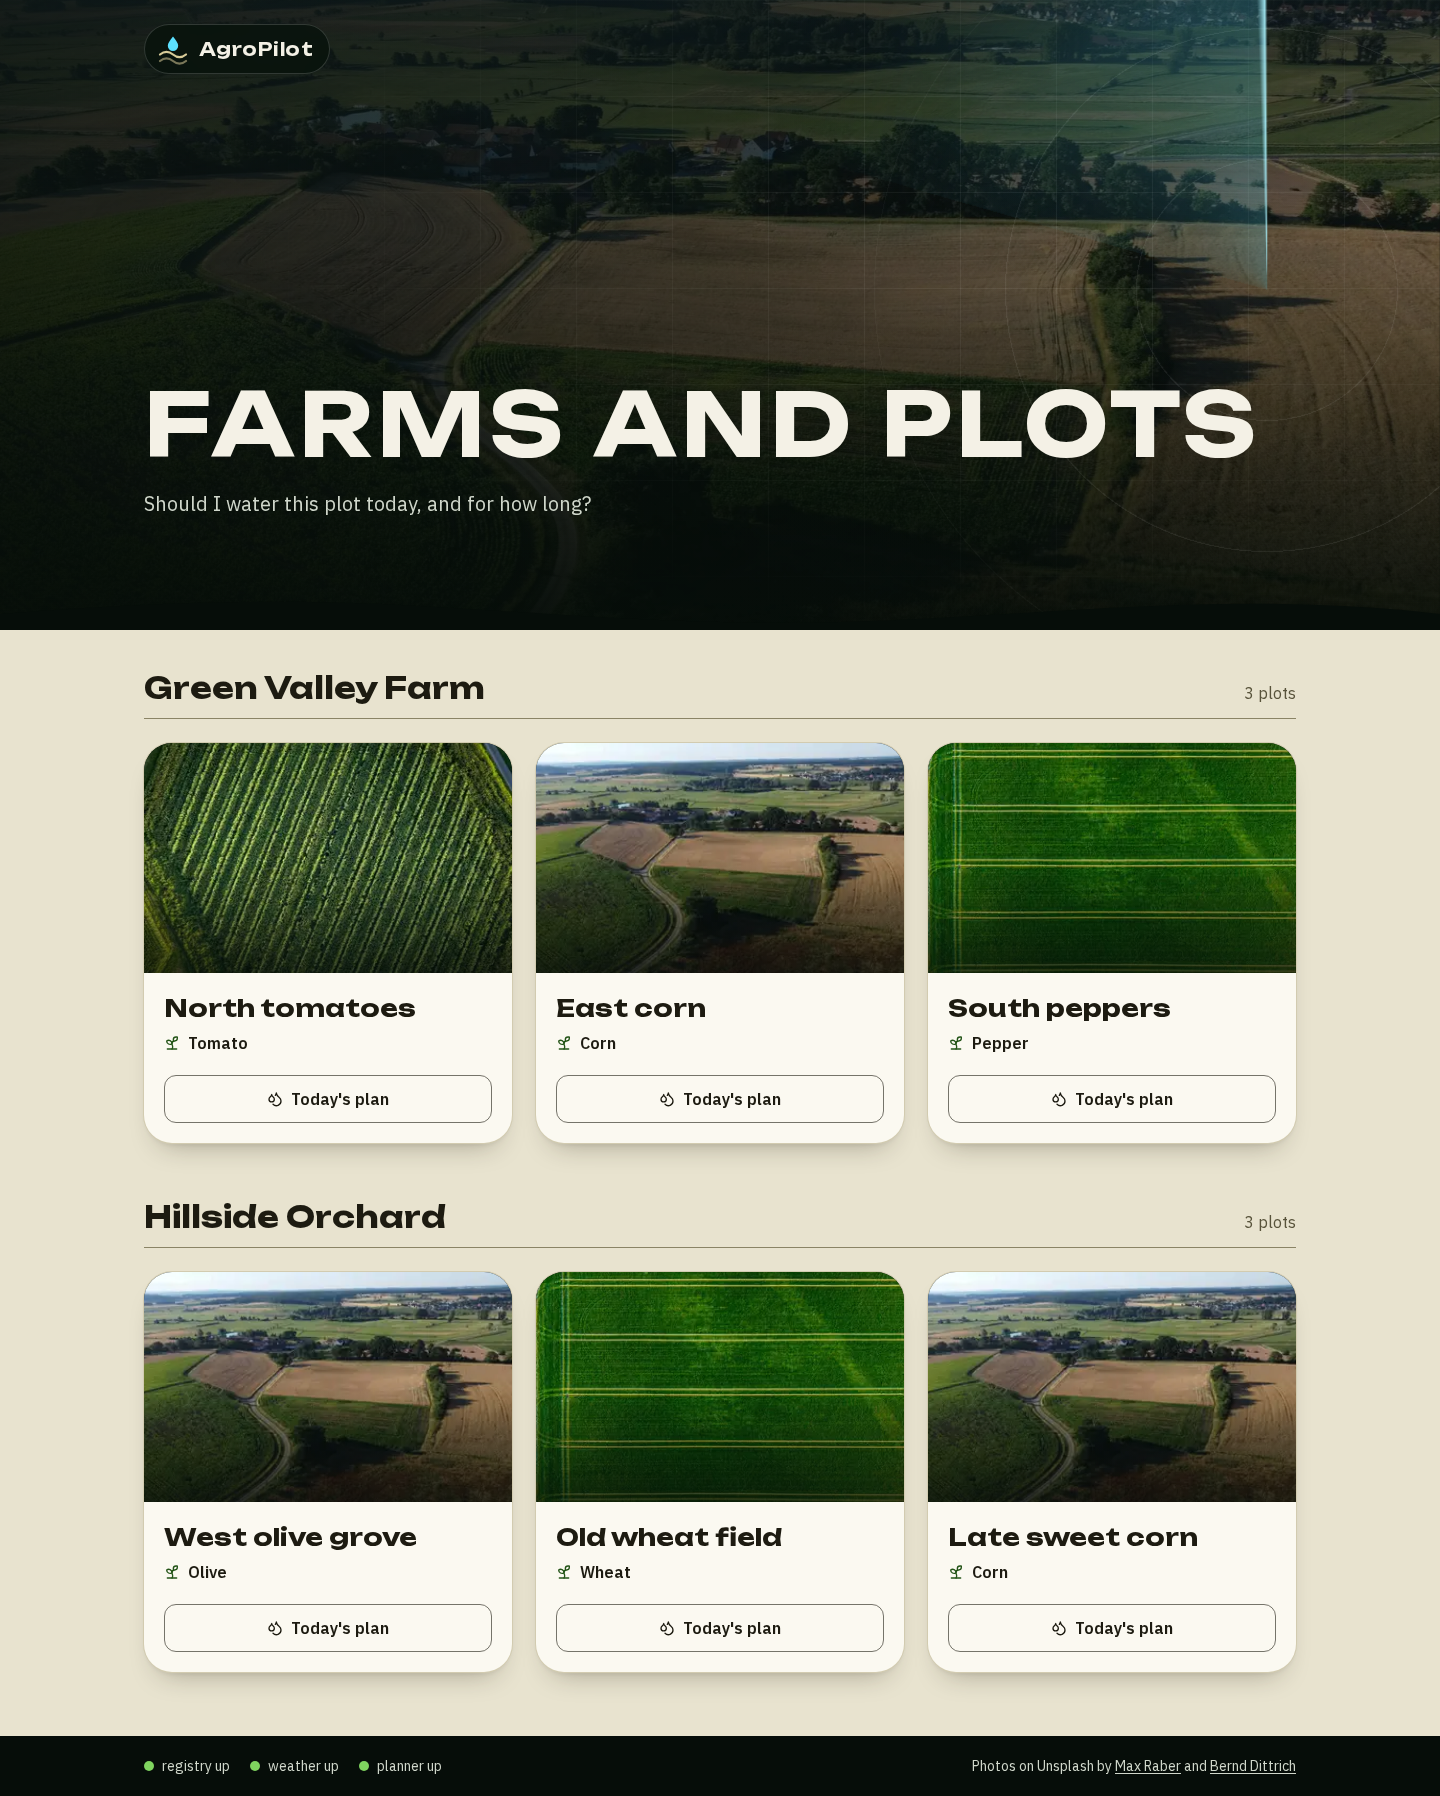 AgroPilot
FARMS AND PLOTS
Should I water this plot today, and for how long?
Green Valley Farm
3 plots
North tomatoes
Tomato
Today's plan
East corn
Corn
Today's plan
South peppers
Pepper
Today's plan
Hillside Orchard
3 plots
West olive grove
Olive
Today's plan
Old wheat field
Wheat
Today's plan
Late sweet corn
Corn
Today's plan
registry up
weather up
planner up
Photos on Unsplash by Max Raber and Bernd Dittrich